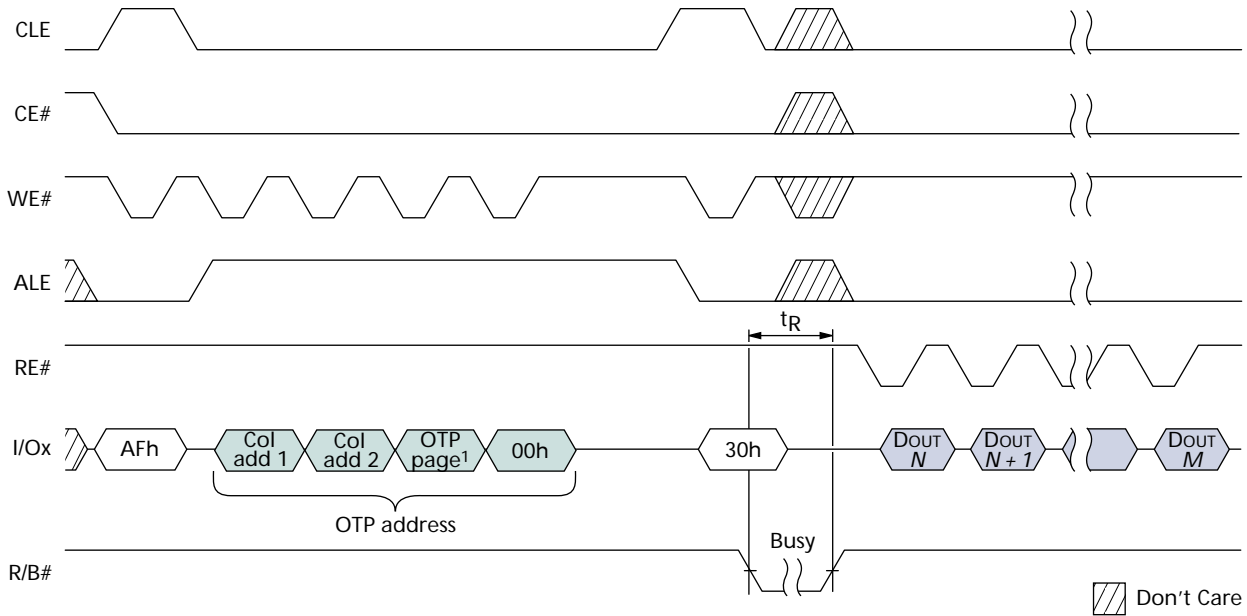 CLE
CE#
WE#
ALE
tR
RE#
I/Ox
AFh
Col
add 1
Col
add 2
OTP
page¹
00h
30h
DOUT
N
DOUT
N + 1
DOUT
M
OTP address
Busy
R/B#
Don't Care